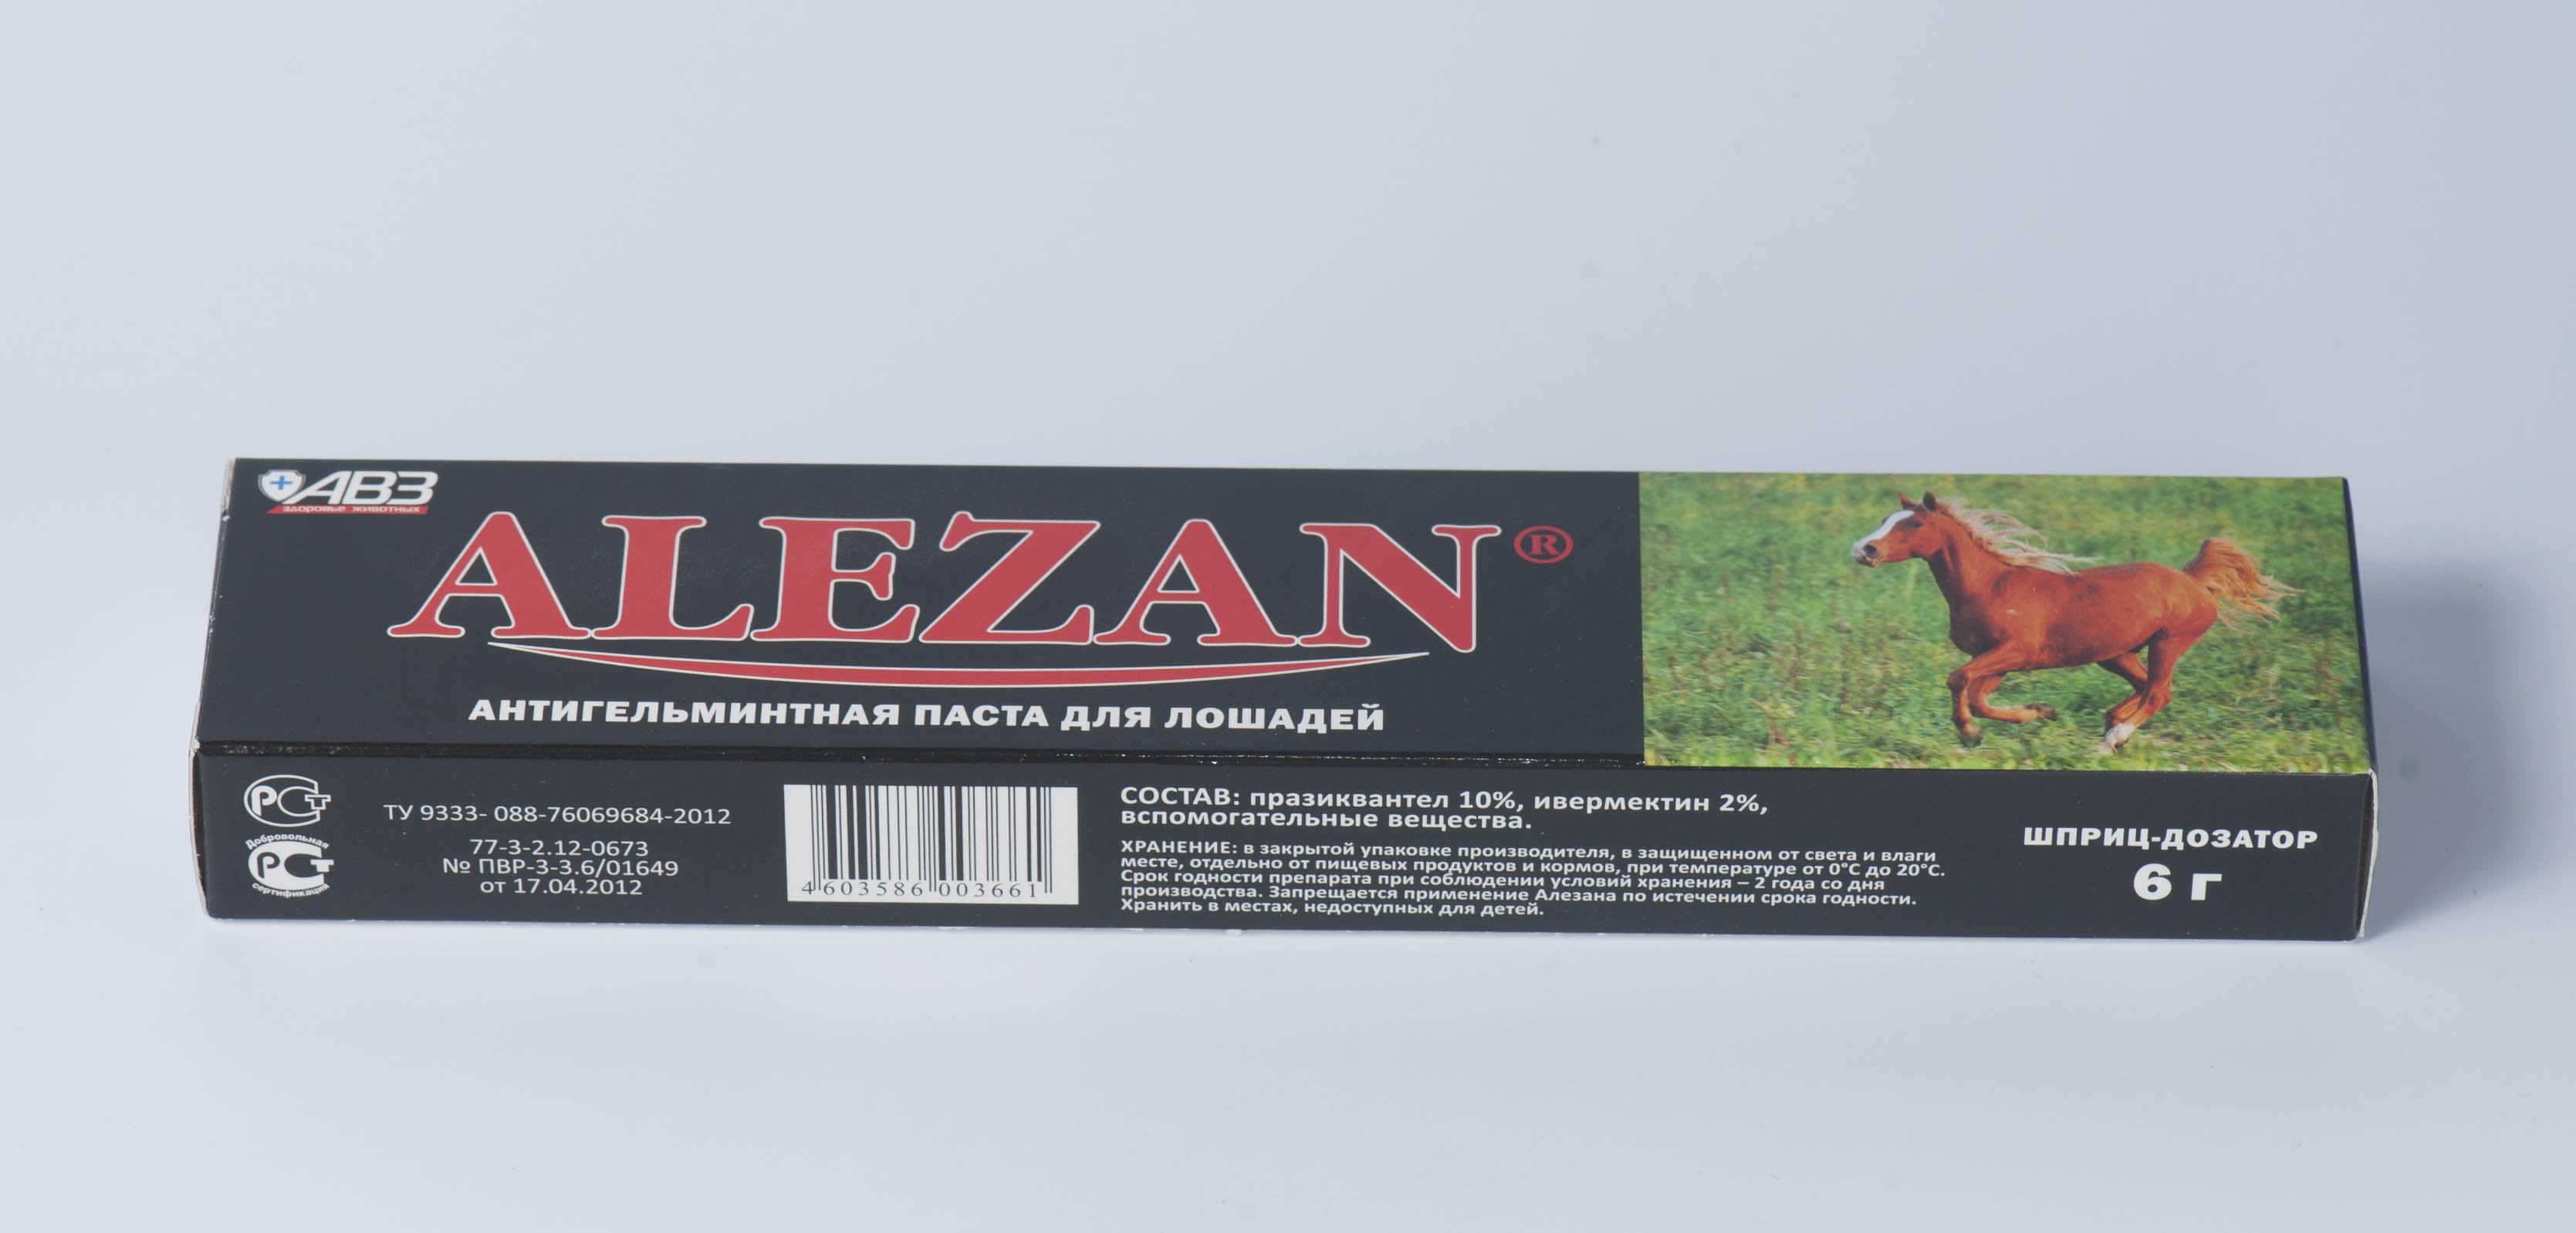 АВЗ
здоровье животных
ALEZAN®
АНТИГЕЛЬМИНТНАЯ ПАСТА ДЛЯ ЛОШАДЕЙ
РСТ
Добровольная
РСТ
сертификация
ТУ 9333- 088-76069684-2012
77-3-2.12-0673
№ ПВР-3-3.6/01649
от 17.04.2012
4 603586 003661
СОСТАВ: празиквантел 10%, ивермектин 2%,
вспомогательные вещества.
ХРАНЕНИЕ: в закрытой упаковке производителя, в защищенном от света и влаги
месте, отдельно от пищевых продуктов и кормов, при температуре от 0°С до 20°С.
Срок годности препарата при соблюдении условий хранения – 2 года со дня
производства. Запрещается применение Алезана по истечении срока годности.
Хранить в местах, недоступных для детей.
ШПРИЦ-ДОЗАТОР
6 г